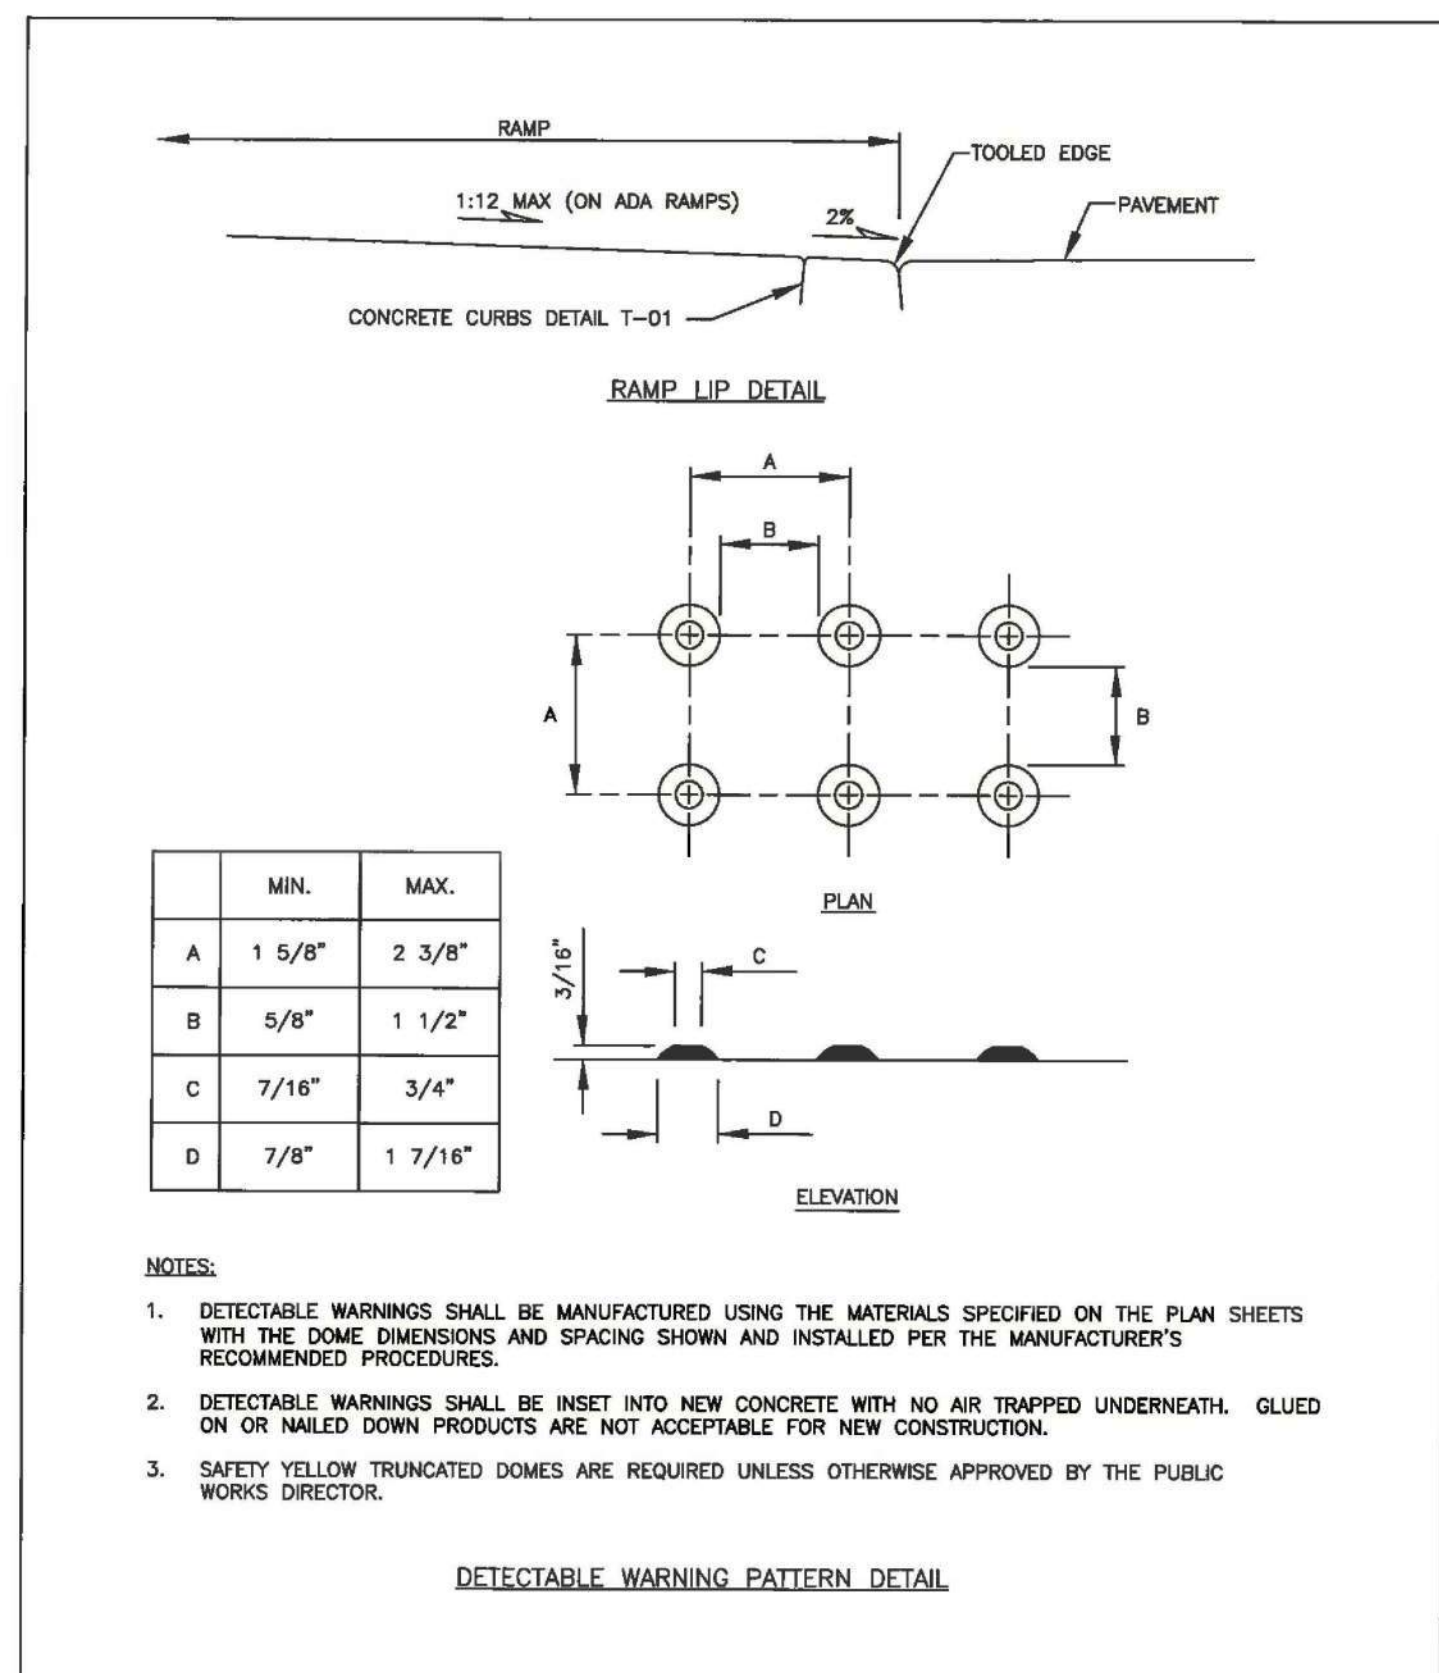 RAMP
TOOLED EDGE
1:12 MAX (ON ADA RAMPS)
2%
PAVEMENT
CONCRETE CURBS DETAIL T-01
RAMP LIP DETAIL
A
B
A
B
PLAN
MIN. MAX.
A 1 5/8" 2 3/8"
B 5/8" 1 1/2"
C 7/16" 3/4"
D 7/8" 1 7/16"
3/16"
C
D
ELEVATION
NOTES:
1. DETECTABLE WARNINGS SHALL BE MANUFACTURED USING THE MATERIALS SPECIFIED ON THE PLAN SHEETS
WITH THE DOME DIMENSIONS AND SPACING SHOWN AND INSTALLED PER THE MANUFACTURER'S
RECOMMENDED PROCEDURES.
2. DETECTABLE WARNINGS SHALL BE INSET INTO NEW CONCRETE WITH NO AIR TRAPPED UNDERNEATH. GLUED
ON OR NAILED DOWN PRODUCTS ARE NOT ACCEPTABLE FOR NEW CONSTRUCTION.
3. SAFETY YELLOW TRUNCATED DOMES ARE REQUIRED UNLESS OTHERWISE APPROVED BY THE PUBLIC
WORKS DIRECTOR.
DETECTABLE WARNING PATTERN DETAIL